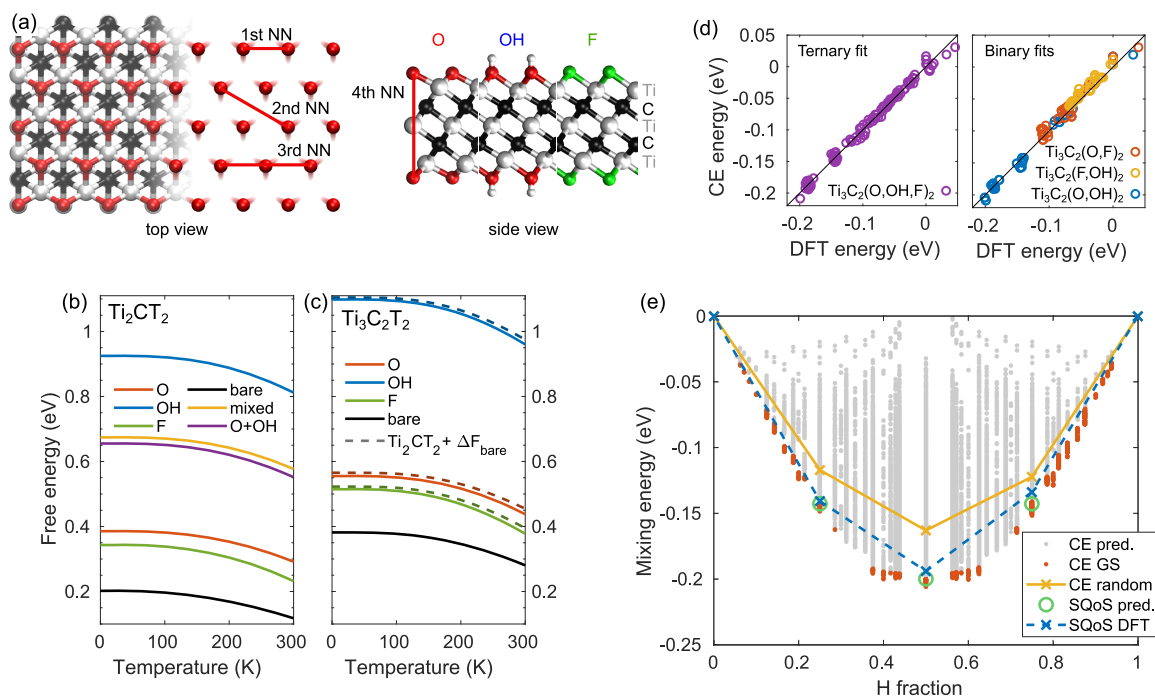 (a)
1st NN
2nd NN
3rd NN
top view
O
OH
F
4th NN
Ti
C
Ti
C
Ti
side view
(d)
CE energy (eV)
0.05
0
-0.05
-0.1
-0.15
-0.2
Ternary fit
Ti3C2(O,OH,F)2
-0.2
-0.1
0
DFT energy (eV)
Binary fits
Ti3C2(O,F)2
Ti3C2(F,OH)2
Ti3C2(O,OH)2
-0.2
-0.1
0
DFT energy (eV)
(b)
Ti2CT2
Free energy (eV)
1
0.8
0.6
0.4
0.2
O
OH
F
bare
mixed
O+OH
0
100
200
300
Temperature (K)
(c)
Ti3C2T2
O
OH
F
bare
Ti2CT2 + ΔFbare
1
0.8
0.6
0.4
0.2
0
100
200
300
Temperature (K)
(e)
Mixing energy (eV)
0
-0.05
-0.1
-0.15
-0.2
-0.25
CE pred.
CE GS
CE random
SQoS pred.
SQoS DFT
0
0.2
0.4
0.6
0.8
1
H fraction